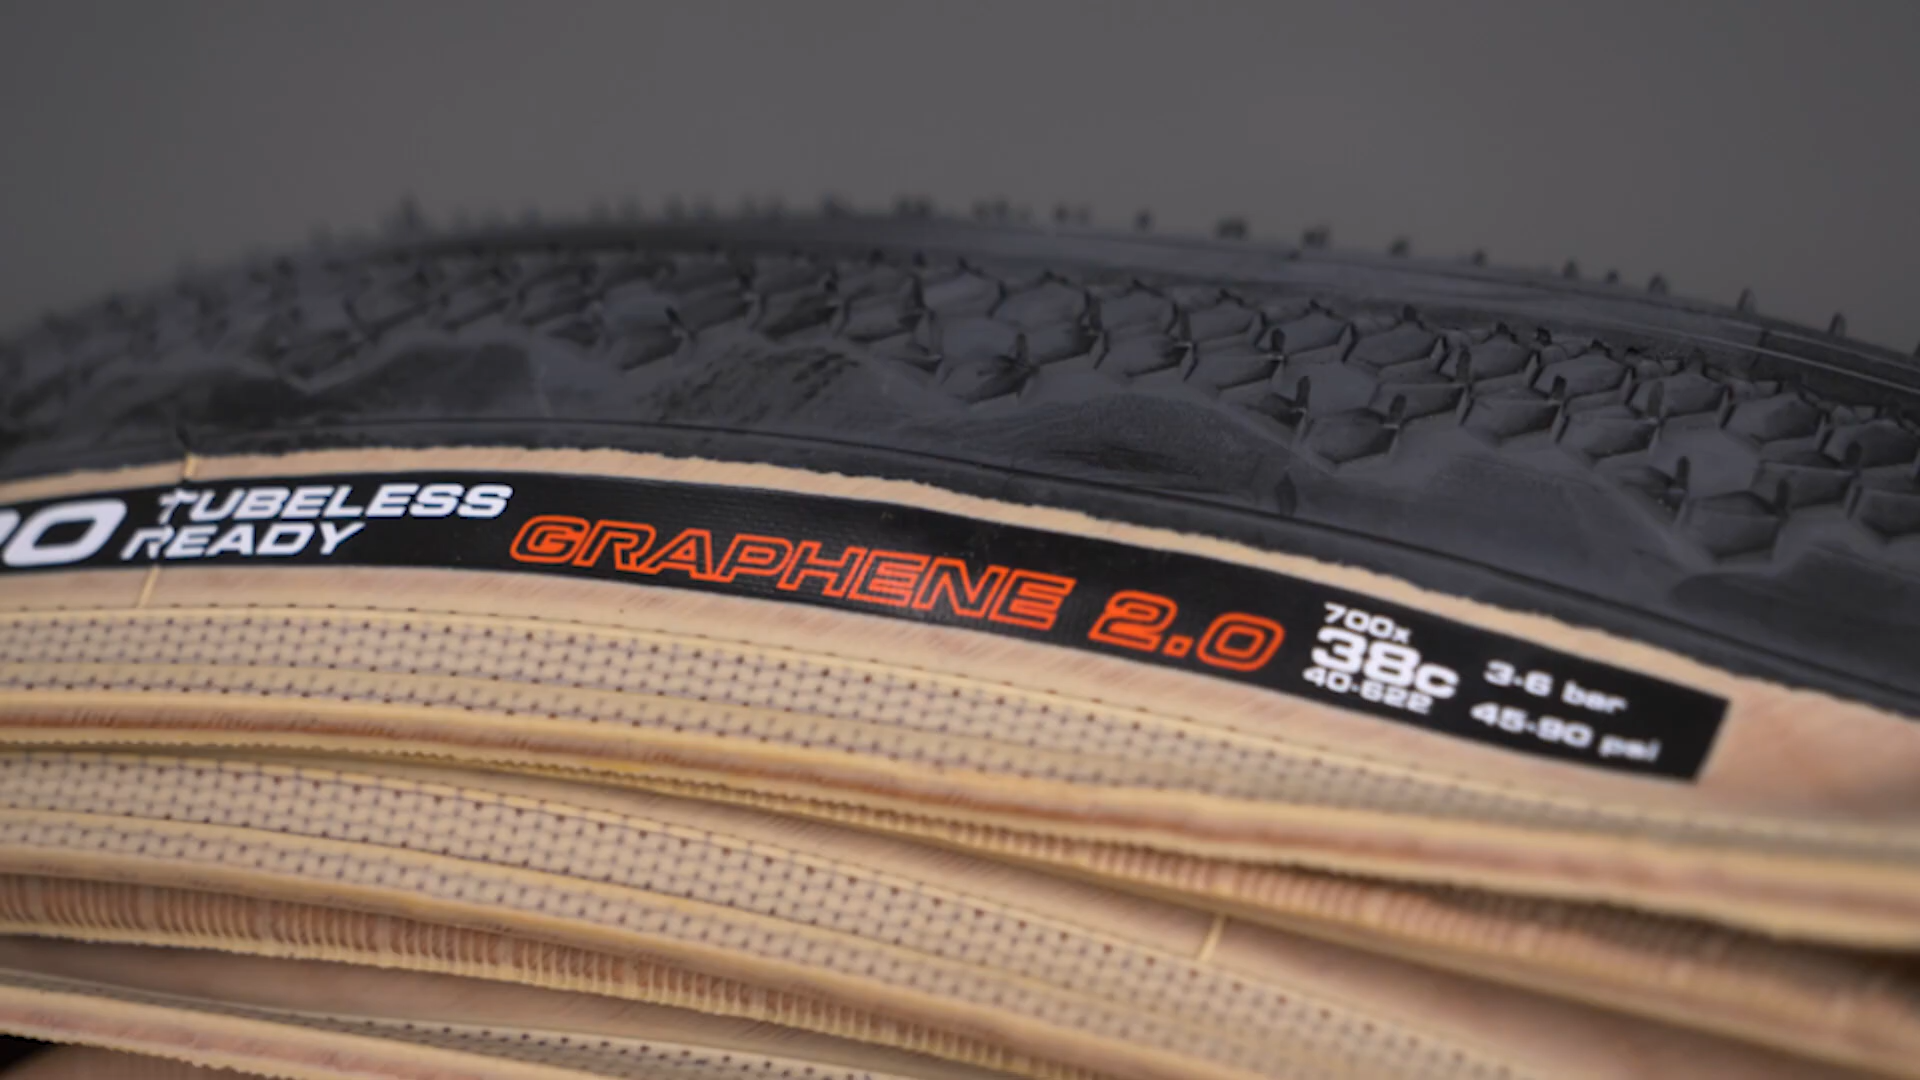 TUBELESS
READY
GRAPHENE 2.0
700x
38c
40-622
3-6 bar
45-90 psi